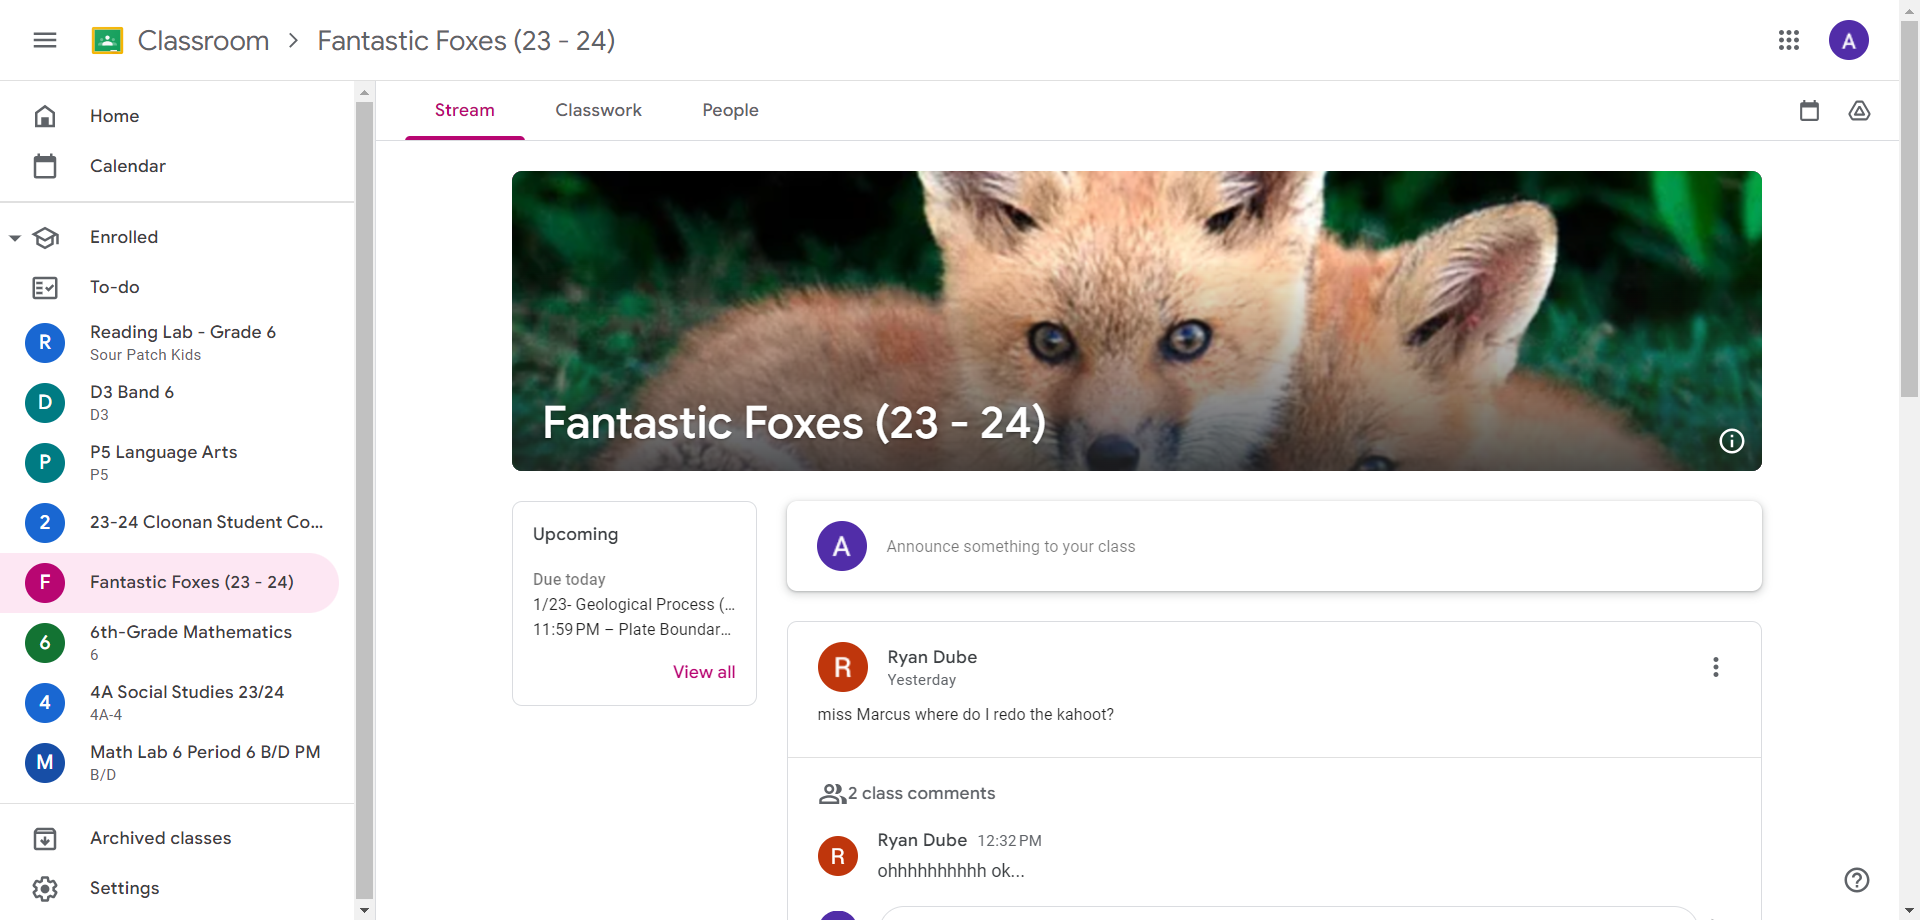 Classroom > Fantastic Foxes (23 - 24)
A
Home
Calendar
Enrolled
To-do
R
Reading Lab - Grade 6
Sour Patch Kids
D
D3 Band 6
D3
P
P5 Language Arts
P5
2
23-24 Cloonan Student Co...
F
Fantastic Foxes (23 - 24)
6
6th-Grade Mathematics
6
4
4A Social Studies 23/24
4A-4
M
Math Lab 6 Period 6 B/D PM
B/D
Archived classes
Settings
Stream Classwork People
Fantastic Foxes (23 - 24)
Upcoming
Due today
1/23- Geological Process (...
11:59 PM – Plate Boundar...
View all
A
Announce something to your class
R
Ryan Dube
Yesterday
miss Marcus where do I redo the kahoot?
2 class comments
R
Ryan Dube 12:32 PM
ohhhhhhhhhh ok...